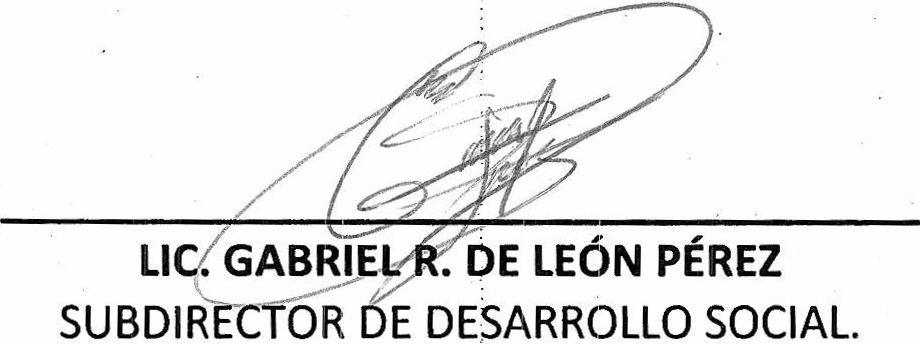 LIC. GABRIEL R. DE LEÓN PÉREZ
SUBDIRECTOR DE DESARROLLO SOCIAL.